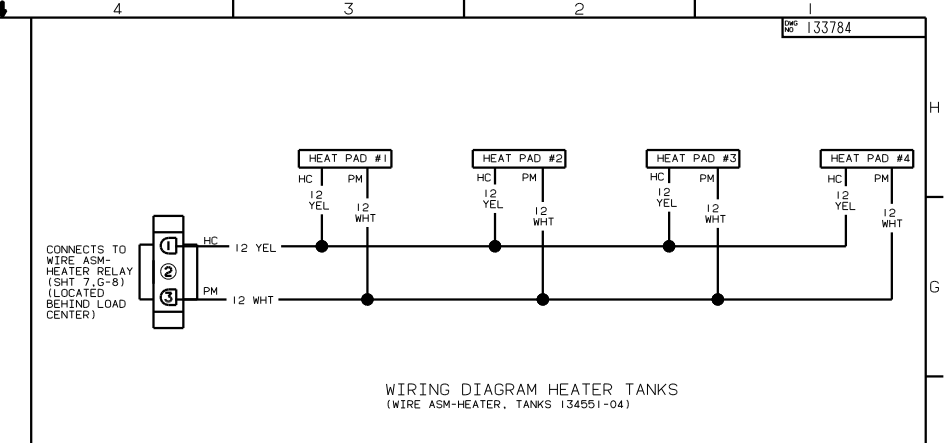 4 3 2 1
DWG NO 133784
H
HEAT PAD #1 HEAT PAD #2 HEAT PAD #3 HEAT PAD #4
HC PM HC PM HC PM HC PM
12 YEL 12 WHT 12 YEL 12 WHT 12 YEL 12 WHT 12 YEL 12 WHT
CONNECTS TO
WIRE ASM-
HEATER RELAY
(SHT 7,G-8)
(LOCATED
BEHIND LOAD
CENTER)
1 HC 12 YEL
2
3 PM 12 WHT
G
WIRING DIAGRAM HEATER TANKS
(WIRE ASM-HEATER, TANKS 134551-04)